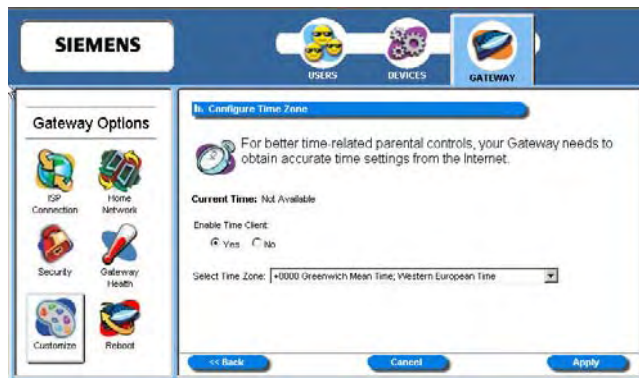 SIEMENS
USERS
DEVICES
GATEWAY
Gateway Options
ISP
Connection
Home
Network
Security
Gateway
Health
Customize
Reboot
Configure Time Zone
For better time-related parental controls, your Gateway needs to
obtain accurate time settings from the Internet.
Current Time: Not Available
Enable Time Client:
Yes No
Select Time Zone: +0000 Greenwich Mean Time; Western European Time
<< Back
Cancel
Apply